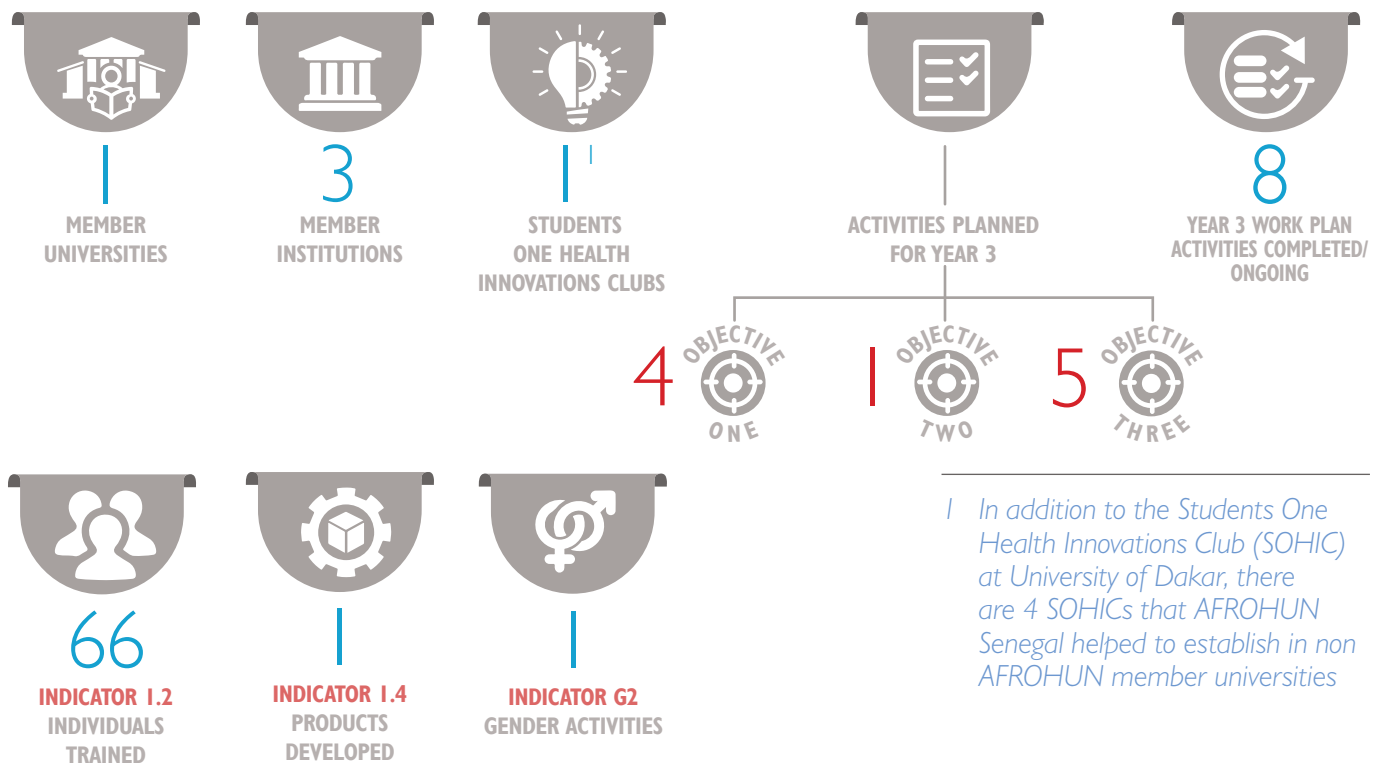 1
MEMBER
UNIVERSITIES
3
MEMBER
INSTITUTIONS
1 1
STUDENTS
ONE HEALTH
INNOVATIONS CLUBS
ACTIVITIES PLANNED
FOR YEAR 3
8
YEAR 3 WORK PLAN
ACTIVITIES COMPLETED/
ONGOING
4
OBJECTIVE
ONE
1
OBJECTIVE
TWO
5
OBJECTIVE
THREE
66
INDICATOR 1.2
INDIVIDUALS
TRAINED
1
INDICATOR 1.4
PRODUCTS
DEVELOPED
1
INDICATOR G2
GENDER ACTIVITIES
1 In addition to the Students One
Health Innovations Club (SOHIC)
at University of Dakar, there
are 4 SOHICs that AFROHUN
Senegal helped to establish in non
AFROHUN member universities